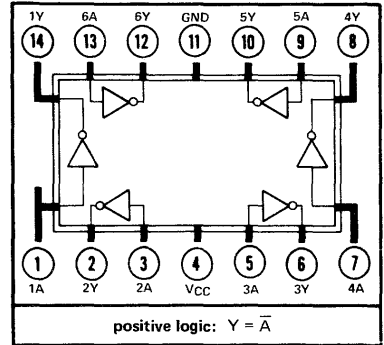 1Y 6A 6Y GND 5Y 5A 4Y
14 13 12 11 10 9 8
1 2 3 4 5 6 7
1A 2Y 2A VCC 3A 3Y 4A
positive logic: Y = A̅